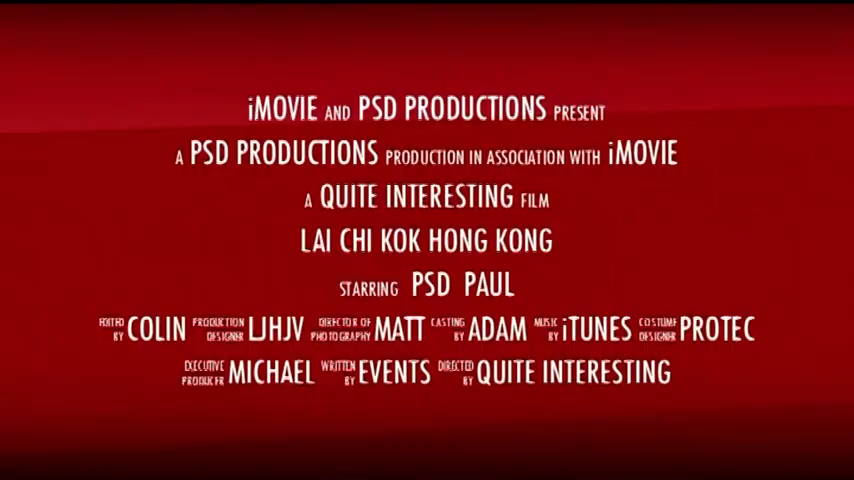 iMOVIE AND PSD PRODUCTIONS PRESENT
A PSD PRODUCTIONS PRODUCTION IN ASSOCIATION WITH iMOVIE
A QUITE INTERESTING FILM
LAI CHI KOK HONG KONG
STARRING PSD PAUL
EDITED BY COLIN PRODUCTION DESIGNER LJHJV DIRECTOR OF PHOTOGRAPHY MATT CASTING BY ADAM MUSIC BY iTUNES COSTUME DESIGNER PROTEC
EXECUTIVE PRODUCER MICHAEL WRITTEN BY EVENTS DIRECTED BY QUITE INTERESTING